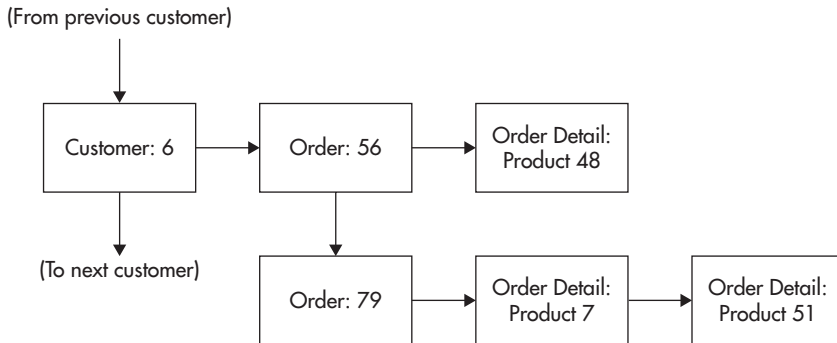 (From previous customer)
Customer: 6
Order: 56
Order Detail:
Product 48
(To next customer)
Order: 79
Order Detail:
Product 7
Order Detail:
Product 51